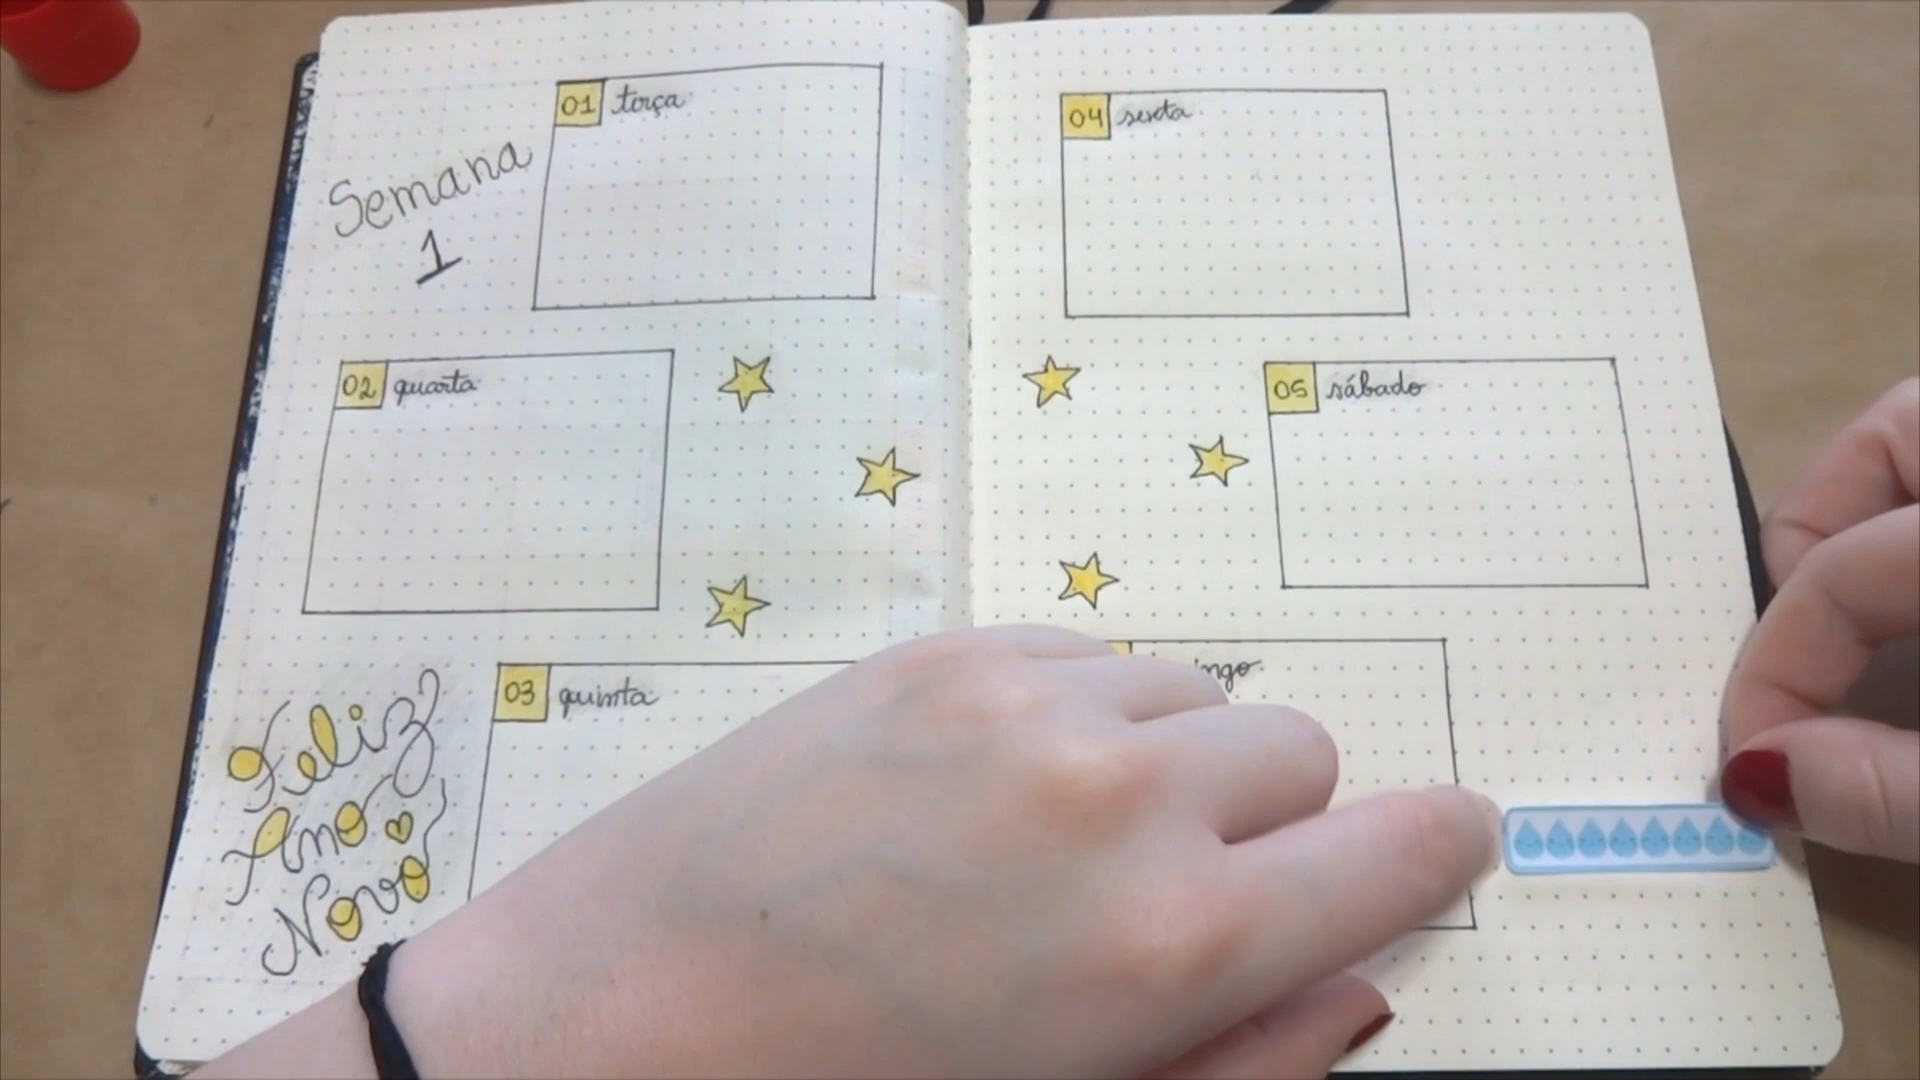 Semana
1
01 terça
02 quarta
03 quinta
Feliz
Ano
Novo
04 sexta
05 sábado